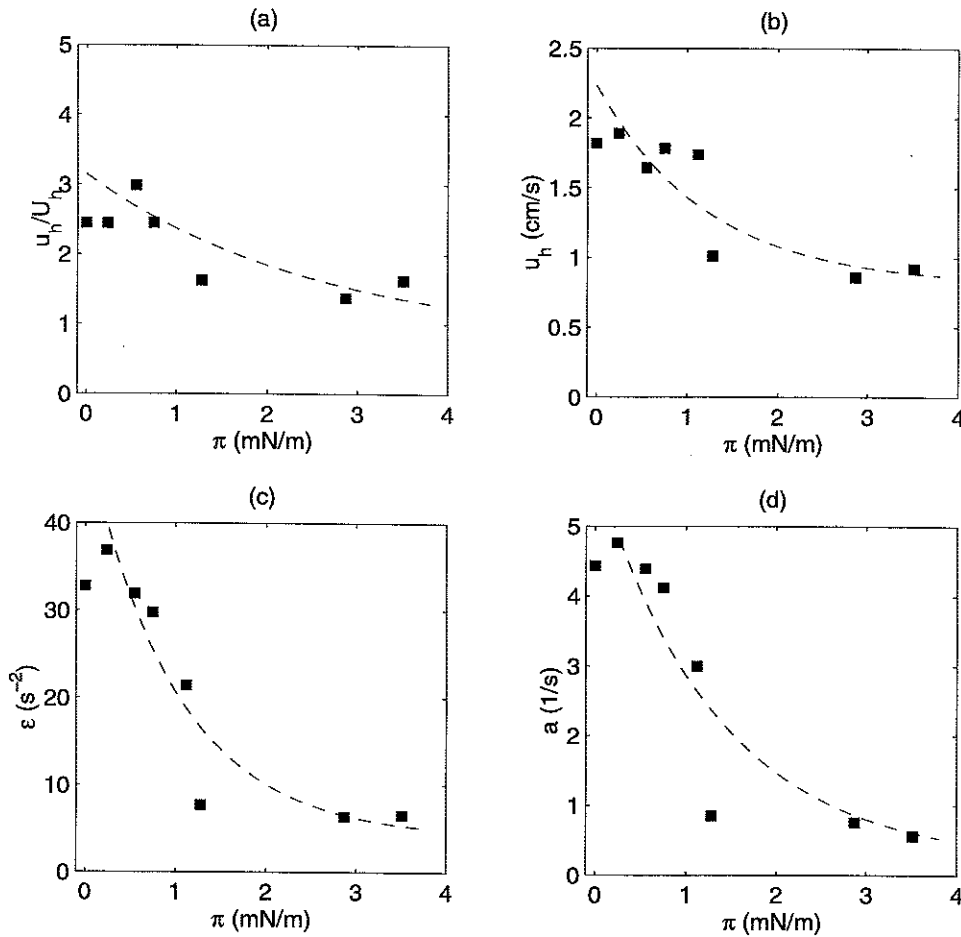 (a)
5
4
3
2
1
0
u_h/U_h
0 1 2 3 4
π (mN/m)
(b)
2.5
2
1.5
1
0.5
0
u_h (cm/s)
0 1 2 3 4
π (mN/m)
(c)
40
30
20
10
0
ε (s⁻²)
0 1 2 3 4
π (mN/m)
(d)
5
4
3
2
1
0
a (1/s)
0 1 2 3 4
π (mN/m)